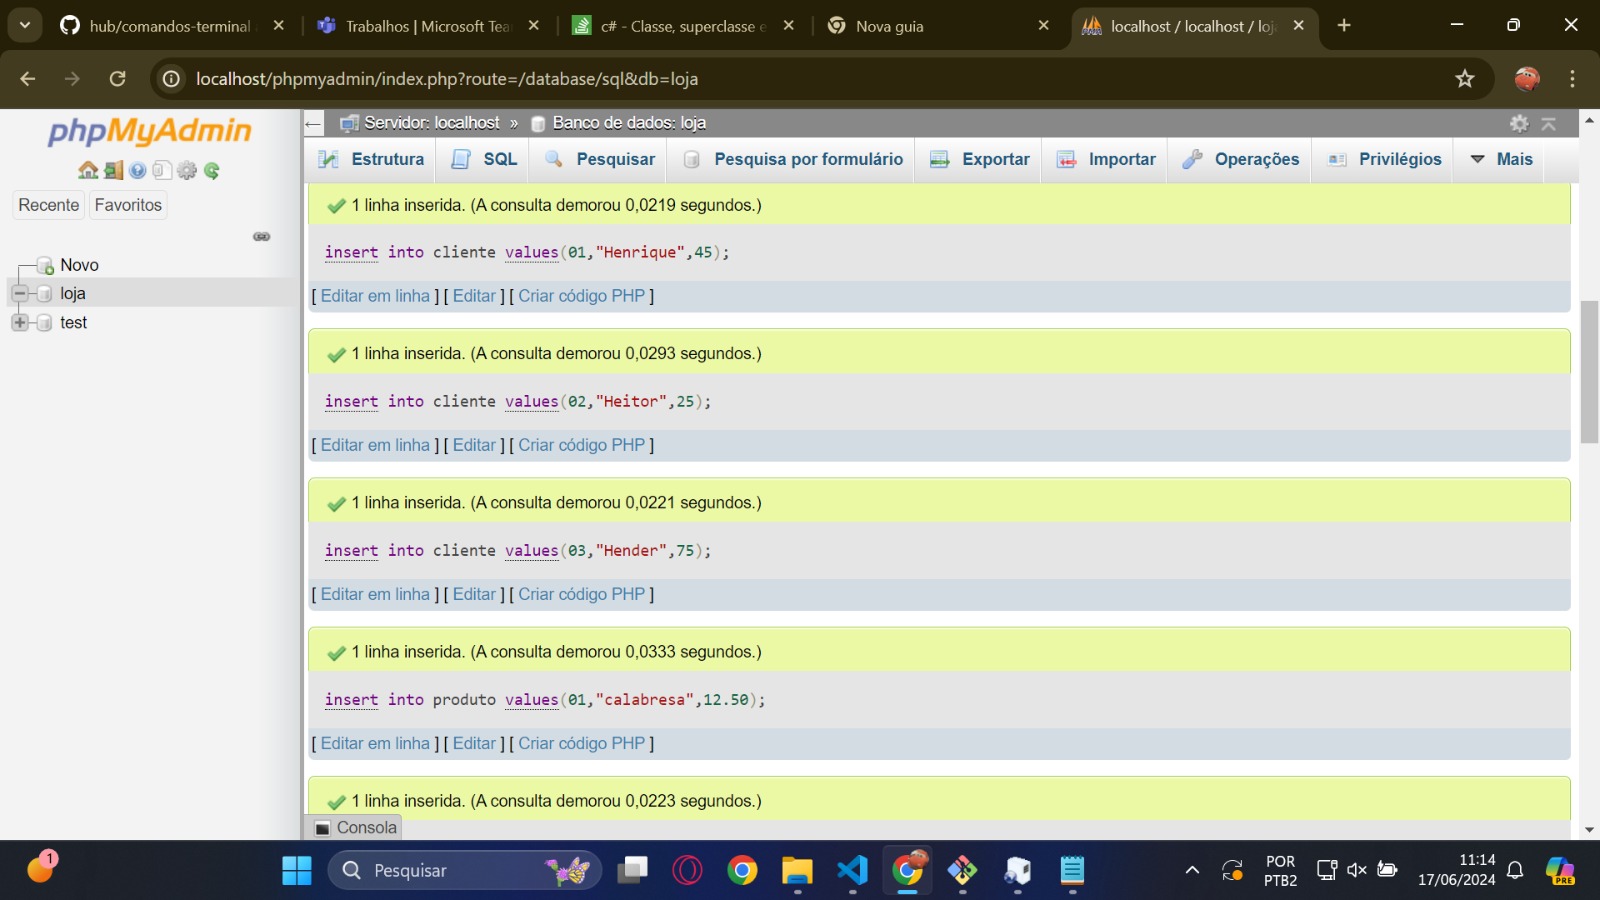 hub/comandos-terminal
Trabalhos | Microsoft Tea
c# - Classe, superclasse e
Nova guia
localhost / localhost / loj
localhost/phpmyadmin/index.php?route=/database/sql&db=loja
phpMyAdmin
Recente
Favoritos
Novo
loja
test
Servidor: localhost » Banco de dados: loja
Estrutura
SQL
Pesquisar
Pesquisa por formulário
Exportar
Importar
Operações
Privilégios
Mais
1 linha inserida. (A consulta demorou 0,0219 segundos.)
insert into cliente values(01,"Henrique",45);
[ Editar em linha ] [ Editar ] [ Criar código PHP ]
1 linha inserida. (A consulta demorou 0,0293 segundos.)
insert into cliente values(02,"Heitor",25);
[ Editar em linha ] [ Editar ] [ Criar código PHP ]
1 linha inserida. (A consulta demorou 0,0221 segundos.)
insert into cliente values(03,"Hender",75);
[ Editar em linha ] [ Editar ] [ Criar código PHP ]
1 linha inserida. (A consulta demorou 0,0333 segundos.)
insert into produto values(01,"calabresa",12.50);
[ Editar em linha ] [ Editar ] [ Criar código PHP ]
1 linha inserida. (A consulta demorou 0,0223 segundos.)
Consola
1
Pesquisar
POR
PTB2
11:14
17/06/2024
PRE